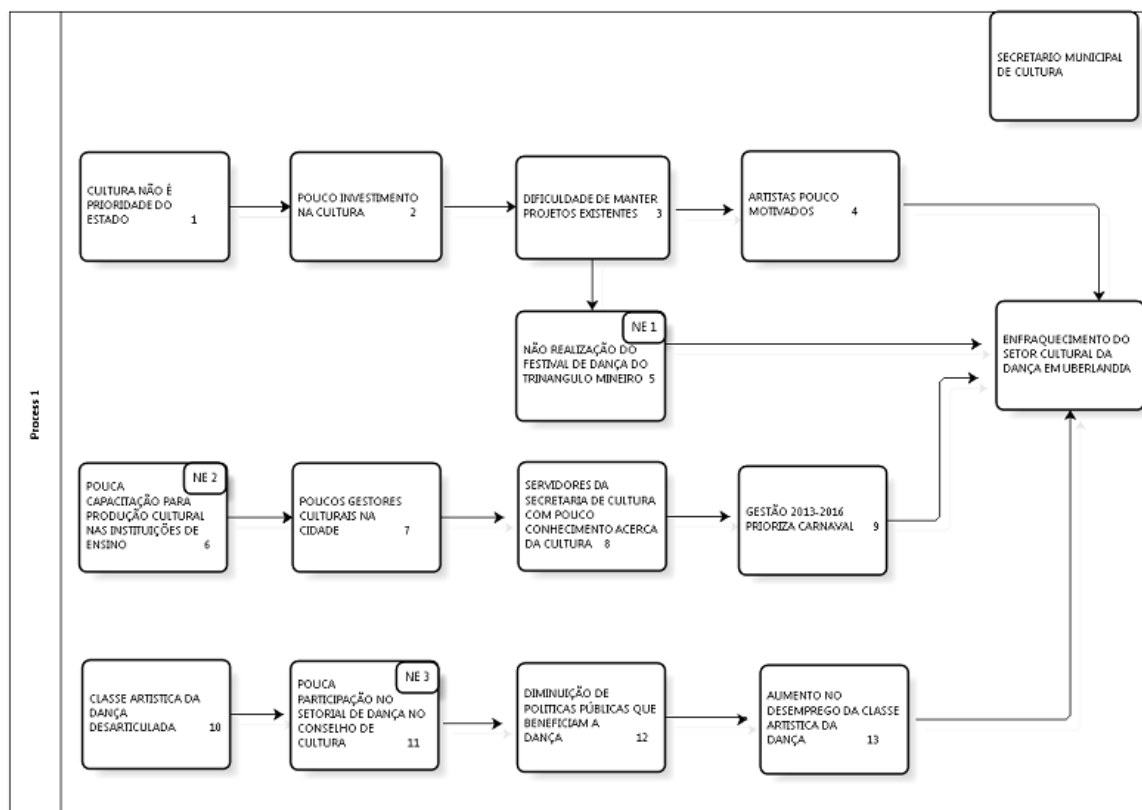 Process 1
SECRETARIO MUNICIPAL
DE CULTURA
CULTURA NÃO É
PRIORIDADE DO
ESTADO 1
POUCO INVESTIMENTO
NA CULTURA 2
DIFICULDADE DE MANTER
PROJETOS EXISTENTES 3
ARTISTAS POUCO
MOTIVADOS 4
NE 1
NÃO REALIZAÇÃO DO
FESTIVAL DE DANÇA DO
TRINANGULO MINEIRO 5
ENFRAQUECIMENTO DO
SETOR CULTURAL DA
DANÇA EM UBERLANDIA
NE 2
POUCA
CAPACITAÇÃO PARA
PRODUÇÃO CULTURAL
NAS INSTITUIÇÕES DE
ENSINO 6
POUCOS GESTORES
CULTURAIS NA
CIDADE 7
SERVIDORES DA
SECRETARIA DE CULTURA
COM POUCO
CONHECIMENTO ACERCA
DA CULTURA 8
GESTÃO 2013-2016
PRIORIZA CARNAVAL 9
CLASSE ARTISTICA DA
DANÇA
DESARTICULADA 10
NE 3
POUCA
PARTICIPAÇÃO NO
SETORIAL DE DANÇA NO
CONSELHO DE
CULTURA 11
DIMINUIÇÃO DE
POLITICAS PÚBLICAS QUE
BENEFICIAM A
DANÇA 12
AUMENTO NO
DESEMPREGO DA CLASSE
ARTISTICA DA
DANÇA 13